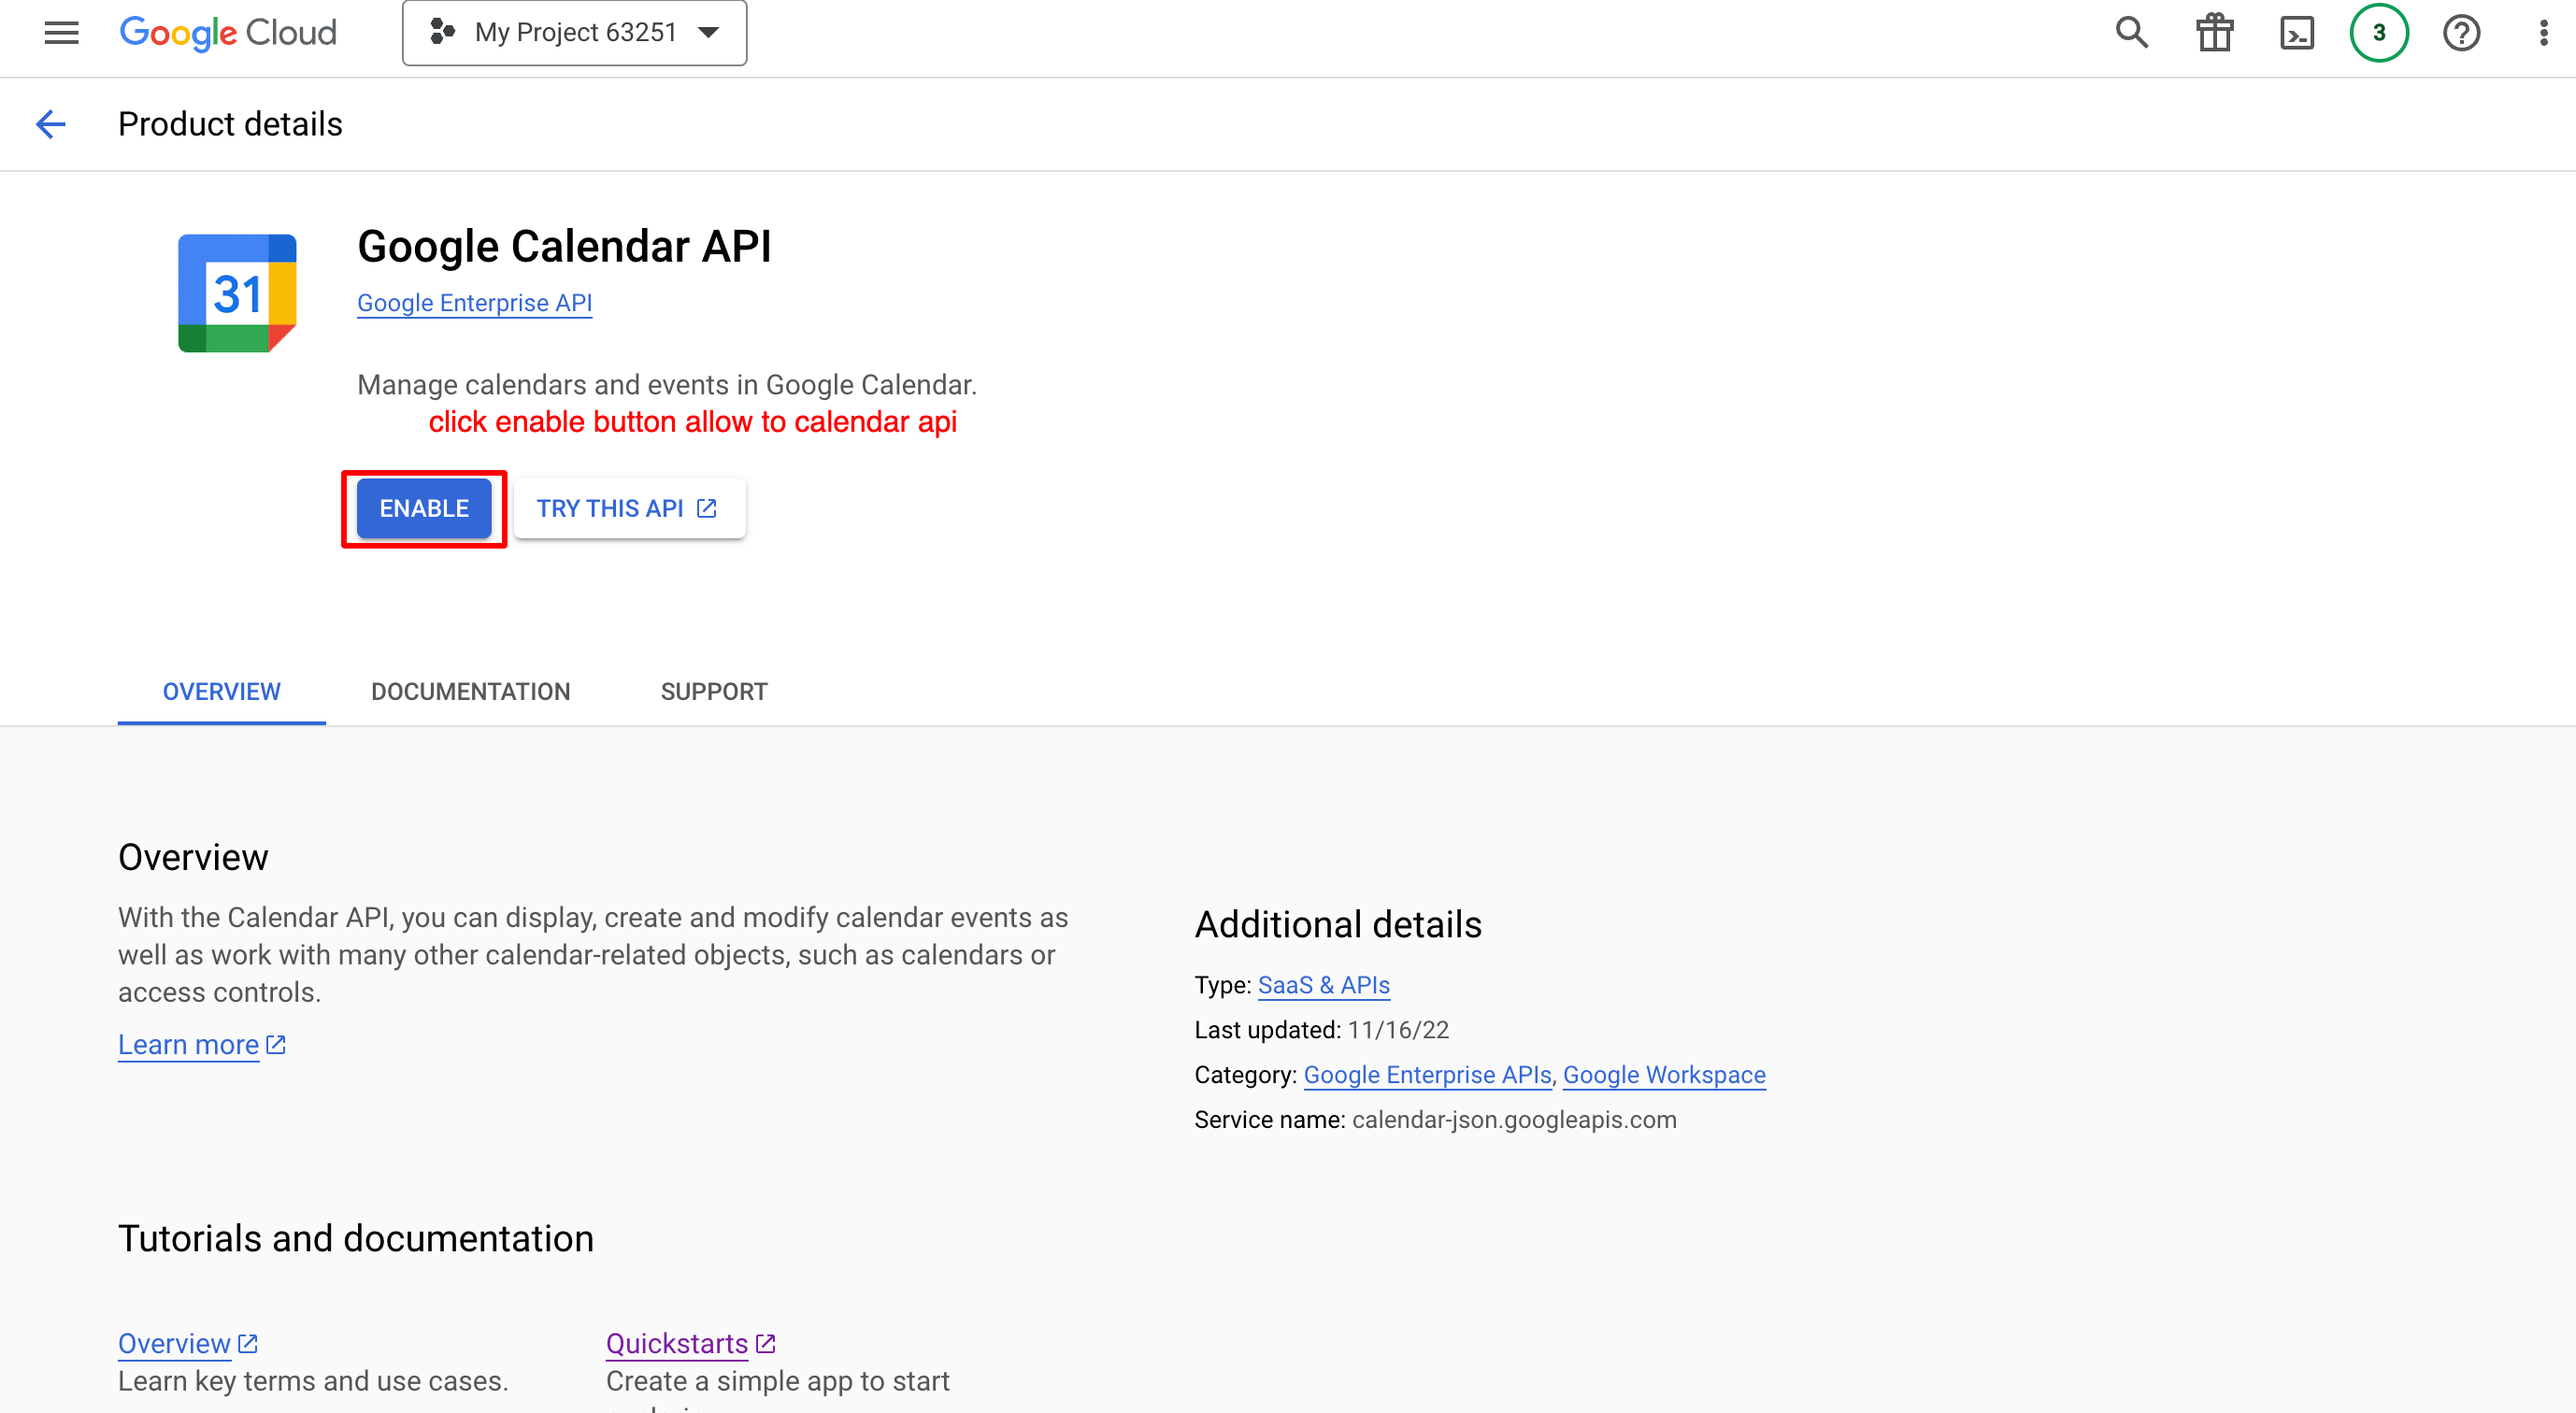 Google Cloud
My Project 63251
3
Product details
31
Google Calendar API
Google Enterprise API
Manage calendars and events in Google Calendar.
click enable button allow to calendar api
ENABLE
TRY THIS API
OVERVIEW
DOCUMENTATION
SUPPORT
Overview
With the Calendar API, you can display, create and modify calendar events as
well as work with many other calendar-related objects, such as calendars or
access controls.
Learn more
Additional details
Type: SaaS & APIs
Last updated: 11/16/22
Category: Google Enterprise APIs, Google Workspace
Service name: calendar-json.googleapis.com
Tutorials and documentation
Overview
Learn key terms and use cases.
Quickstarts
Create a simple app to start